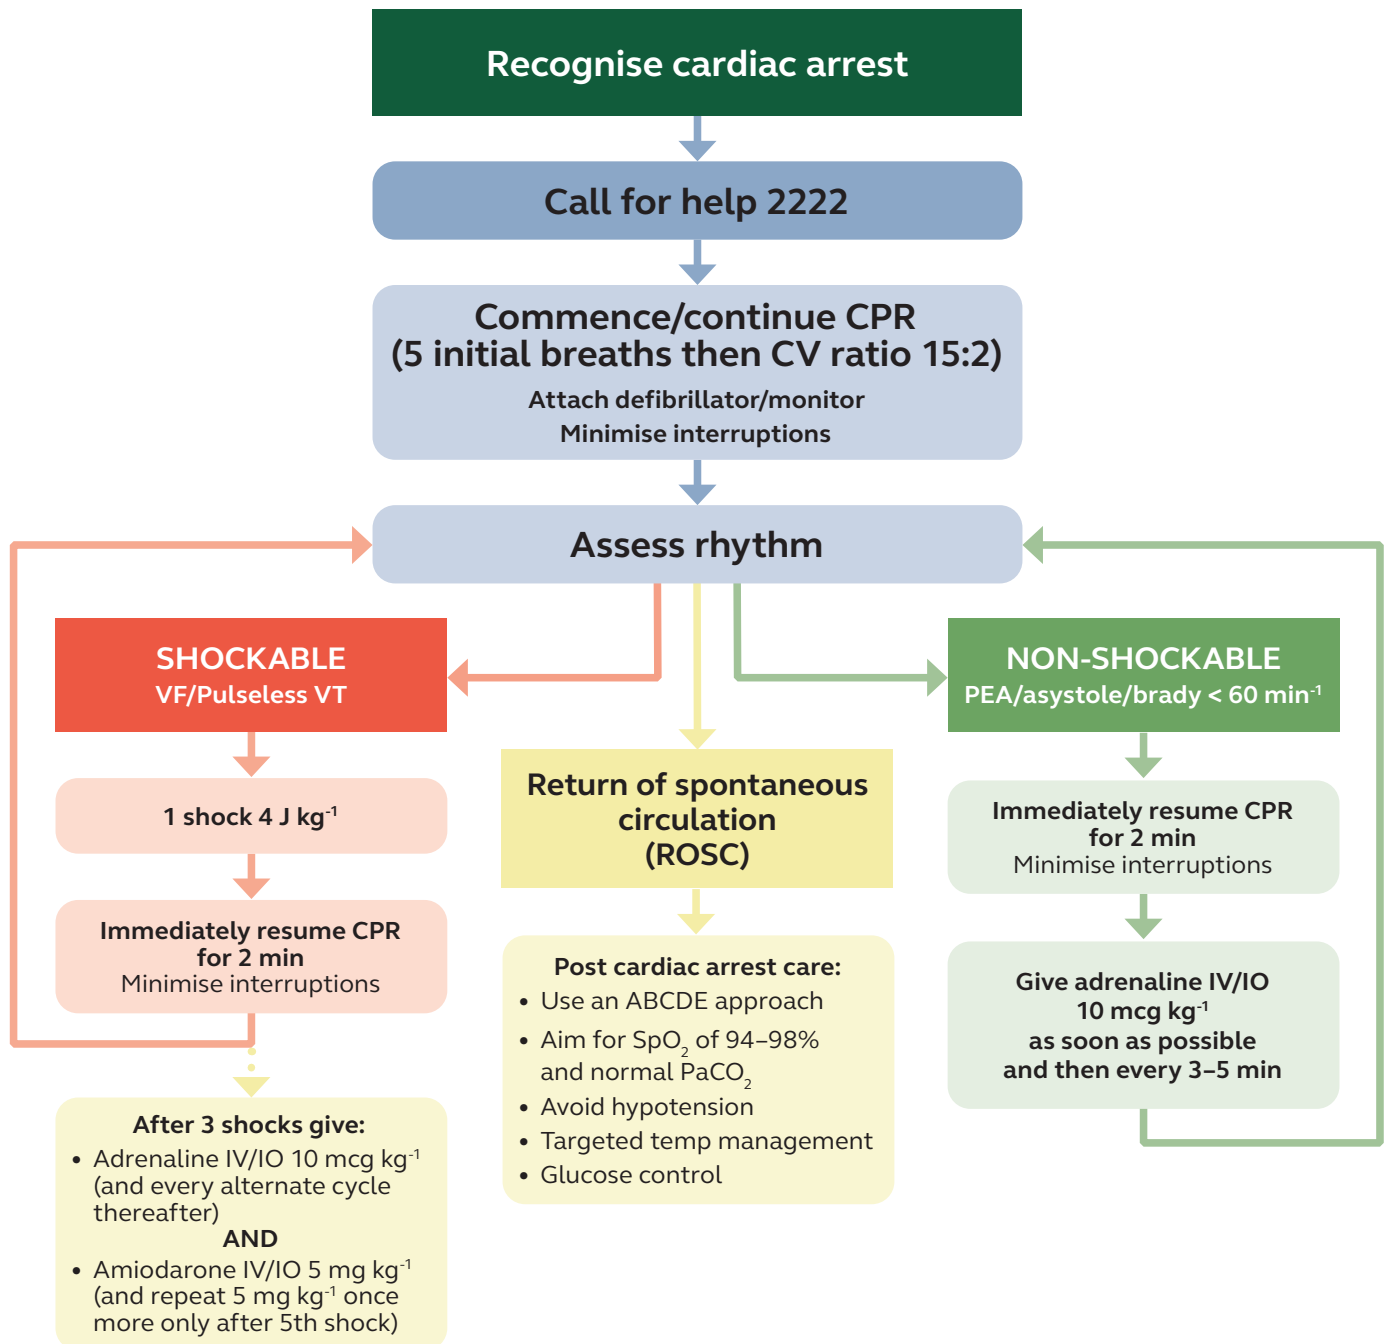 Recognise cardiac arrest
Call for help 2222
Commence/continue CPR
(5 initial breaths then CV ratio 15:2)
Attach defibrillator/monitor
Minimise interruptions
Assess rhythm
SHOCKABLE
VF/Pulseless VT
1 shock 4 J kg⁻¹
Immediately resume CPR
for 2 min
Minimise interruptions
After 3 shocks give:
• Adrenaline IV/IO 10 mcg kg⁻¹
(and every alternate cycle
thereafter)
AND
• Amiodarone IV/IO 5 mg kg⁻¹
(and repeat 5 mg kg⁻¹ once
more only after 5th shock)
Return of spontaneous
circulation
(ROSC)
Post cardiac arrest care:
• Use an ABCDE approach
• Aim for SpO₂ of 94–98%
and normal PaCO₂
• Avoid hypotension
• Targeted temp management
• Glucose control
NON-SHOCKABLE
PEA/asystole/brady < 60 min⁻¹
Immediately resume CPR
for 2 min
Minimise interruptions
Give adrenaline IV/IO
10 mcg kg⁻¹
as soon as possible
and then every 3–5 min